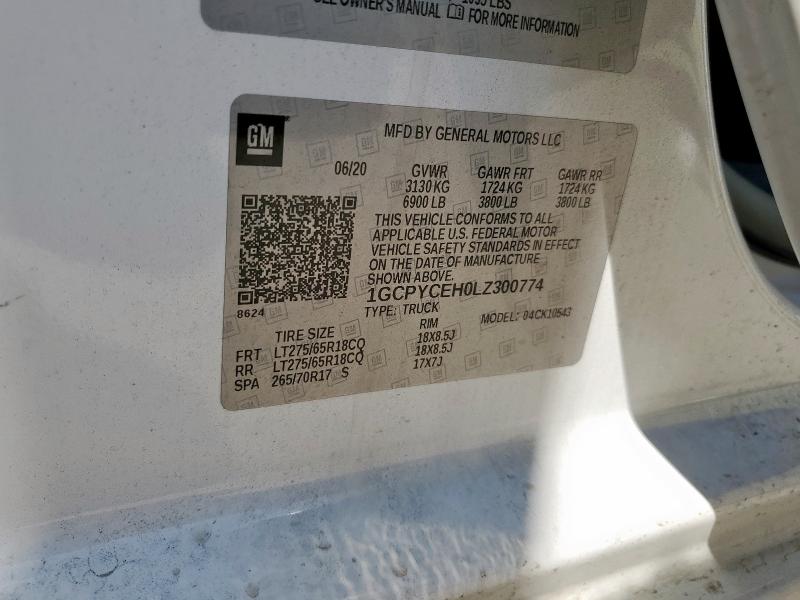 SEE OWNER'S MANUAL FOR MORE INFORMATION
GM
MFD BY GENERAL MOTORS LLC
06/20 GVWR GAWR FRT GAWR RR
3130 KG 1724 KG 1724 KG
6900 LB 3800 LB 3800 LB
THIS VEHICLE CONFORMS TO ALL
APPLICABLE U.S. FEDERAL MOTOR
VEHICLE SAFETY STANDARDS IN EFFECT
ON THE DATE OF MANUFACTURE
SHOWN ABOVE.
1GCPYCEH0LZ300774
8624
TYPE: TRUCK
MODEL: 04CK10543
TIRE SIZE RIM
FRT LT275/65R18CQ 18X8.5J
RR LT275/65R18CQ 18X8.5J
SPA 265/70R17 S 17X7J